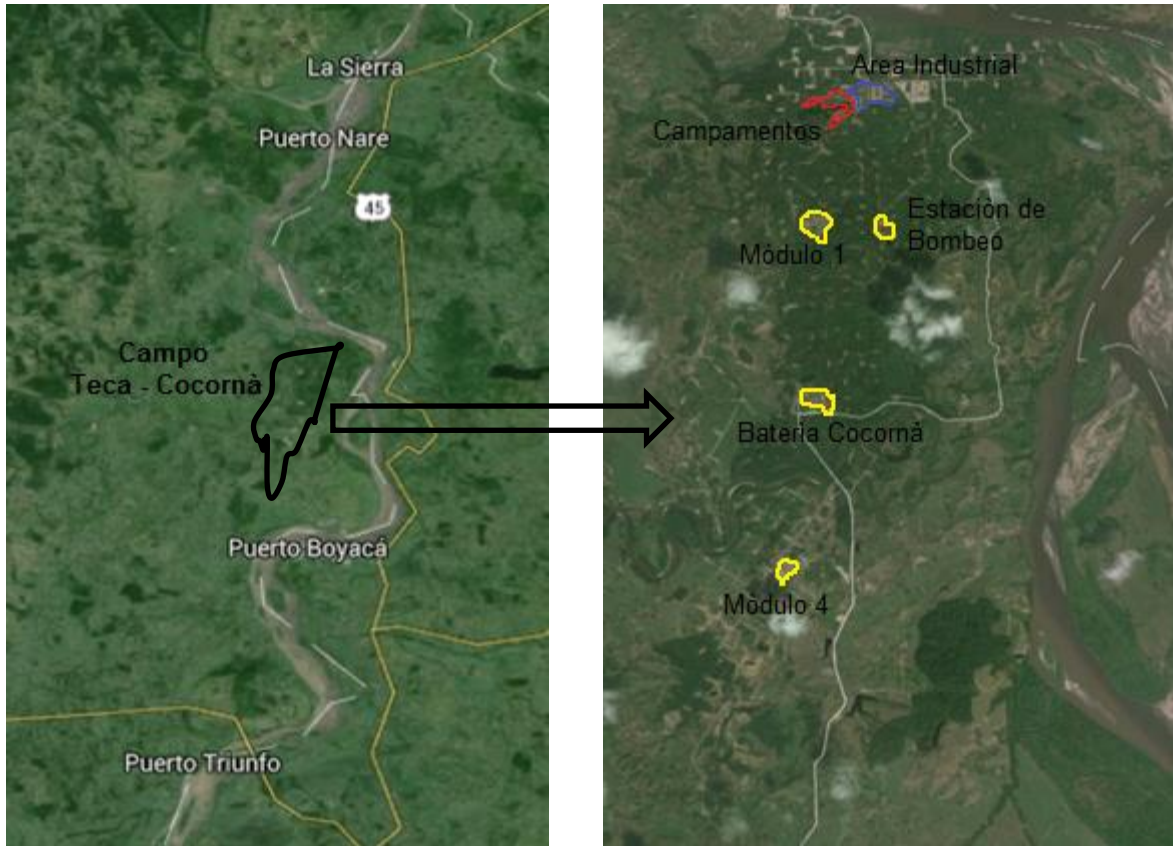 La Sierra
Puerto Nare
45
Campo
Teca - Cocornà
Puerto Boyacá
Puerto Triunfo
Area Industrial
Campamentos
Estaciòn de
Bombeo
Mòdulo 1
Bateria Cocornà
Mòdulo 4